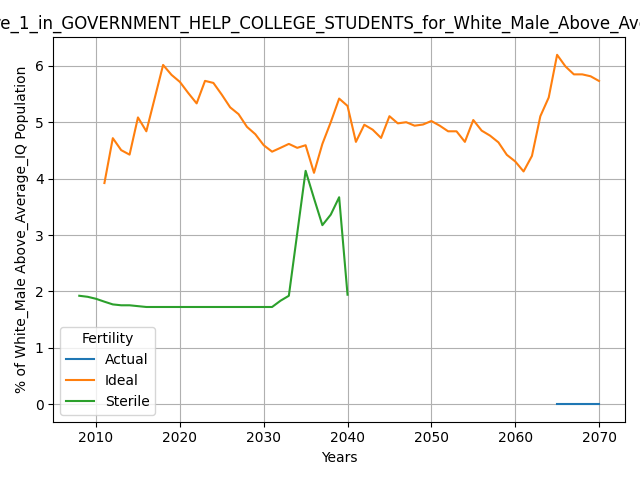 e_1_in_GOVERNMENT_HELP_COLLEGE_STUDENTS_for_White_Male_Above_Ave
% of White_Male Above_Average_IQ Population
6
5
4
3
2
1
0
Fertility
Actual
Ideal
Sterile
2010 2020 2030 2040 2050 2060 2070
Years